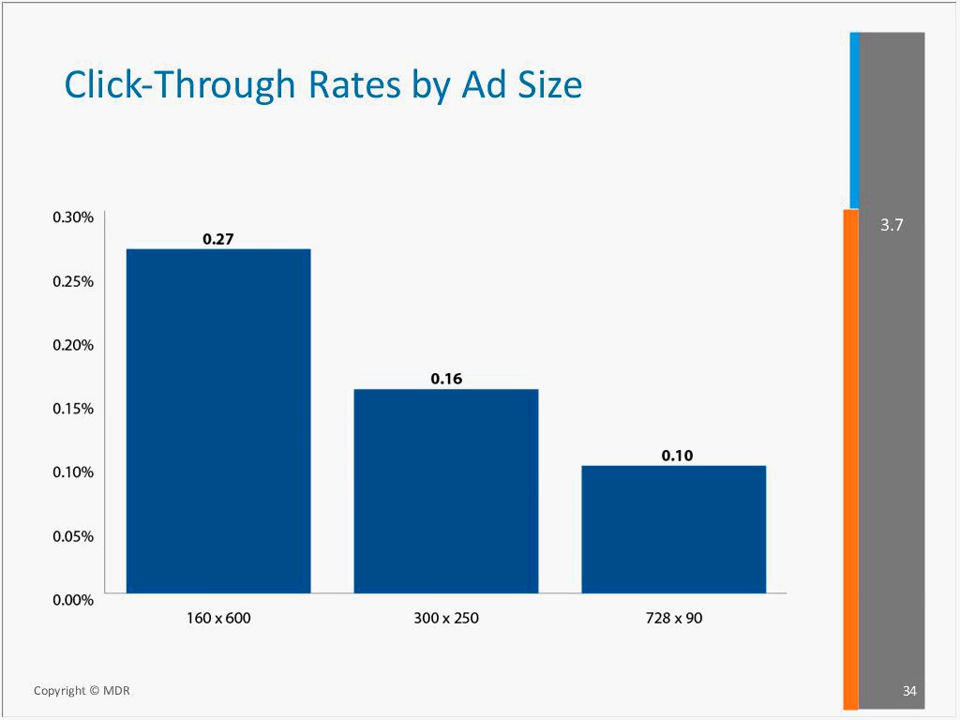 Click-Through Rates by Ad Size
3.7
0.30%
0.25%
0.20%
0.15%
0.10%
0.05%
0.00%
0.27
0.16
0.10
160 x 600
300 x 250
728 x 90
Copyright © MDR
34